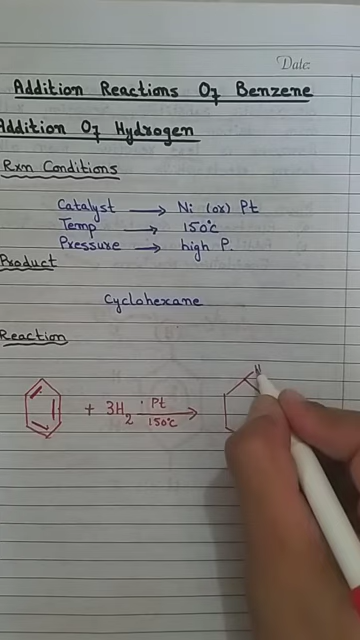 Date:
Addition Reactions Of Benzene
Addition Of Hydrogen
Rxn Conditions
Catalyst → Ni (or) Pt
Temp → 150°C
Pressure → high P.
Product
Cyclohexane
Reaction
+ 3H₂ Pt
150°C →
H